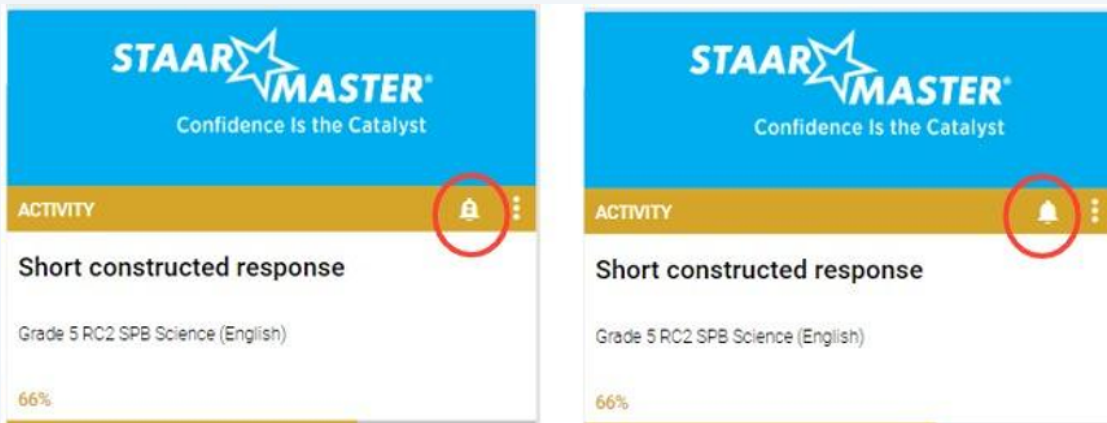 STAAR
MASTER®
Confidence Is the Catalyst
ACTIVITY
Short constructed response
Grade 5 RC2 SPB Science (English)
66%
STAAR
MASTER®
Confidence Is the Catalyst
ACTIVITY
Short constructed response
Grade 5 RC2 SPB Science (English)
66%